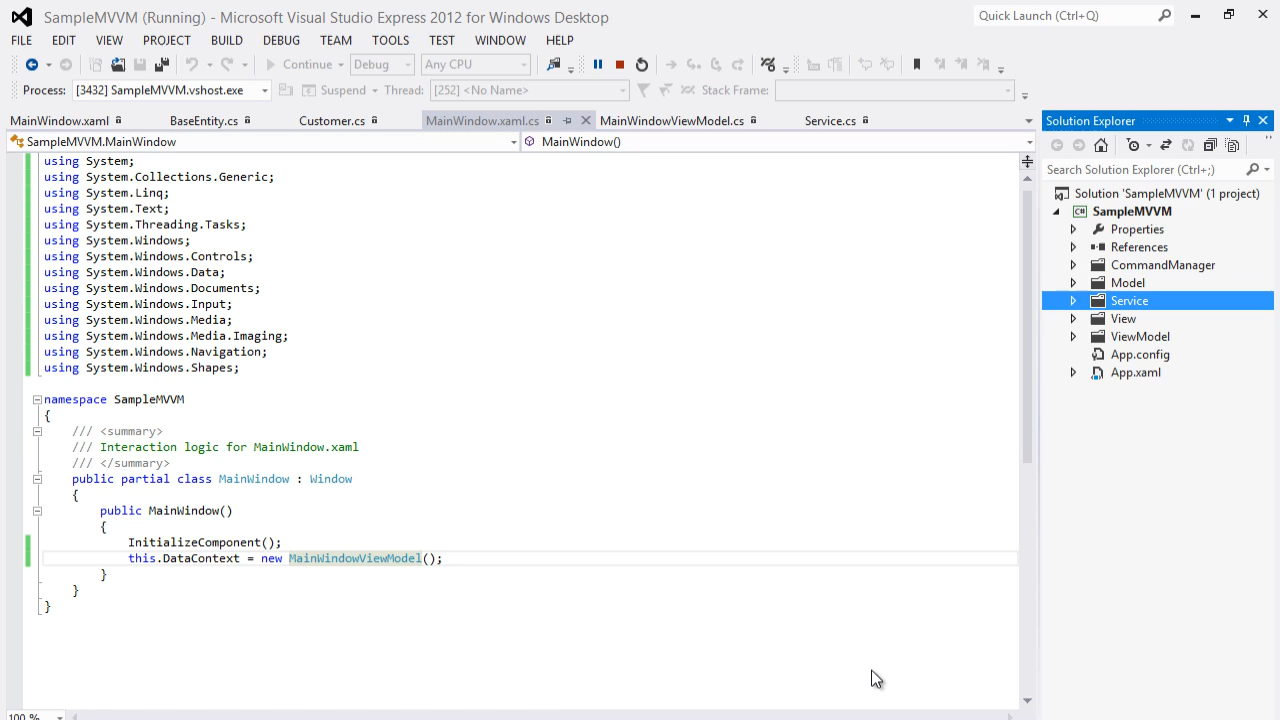 SampleMVVM (Running) - Microsoft Visual Studio Express 2012 for Windows Desktop
Quick Launch (Ctrl+Q)
FILE EDIT VIEW PROJECT BUILD DEBUG TEAM TOOLS TEST WINDOW HELP
Continue Debug Any CPU
Process: [3432] SampleMVVM.vshost.exe Suspend Thread: [252] <No Name> Stack Frame:
MainWindow.xaml BaseEntity.cs Customer.cs MainWindow.xaml.cs MainWindowViewModel.cs Service.cs
SampleMVVM.MainWindow MainWindow()
using System;
using System.Collections.Generic;
using System.Linq;
using System.Text;
using System.Threading.Tasks;
using System.Windows;
using System.Windows.Controls;
using System.Windows.Data;
using System.Windows.Documents;
using System.Windows.Input;
using System.Windows.Media;
using System.Windows.Media.Imaging;
using System.Windows.Navigation;
using System.Windows.Shapes;
namespace SampleMVVM
{
/// <summary>
/// Interaction logic for MainWindow.xaml
/// </summary>
public partial class MainWindow : Window
{
public MainWindow()
{
InitializeComponent();
this.DataContext = new MainWindowViewModel();
}
}
}
100 %
Solution Explorer
Search Solution Explorer (Ctrl+;)
Solution 'SampleMVVM' (1 project)
SampleMVVM
Properties
References
CommandManager
Model
Service
View
ViewModel
App.config
App.xaml